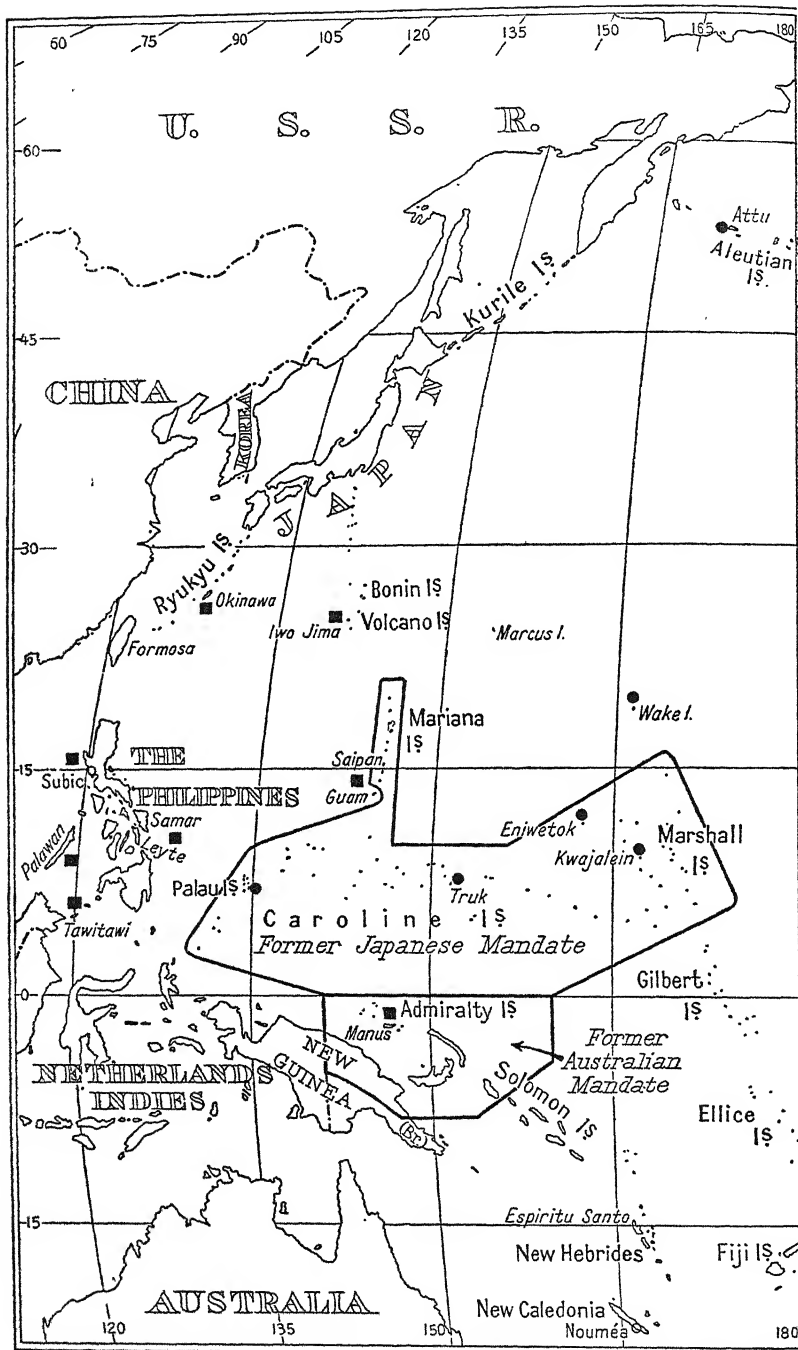 60 75 90 105 120 135 150 165 180
U. S. S. R.
60
Attu
Aleutian
Is.
Kurile Is
45
CHINA
KOREA
JAPAN
30
Ryukyu Is
Okinawa
Bonin Is
Iwo Jima
Volcano Is
Marcus I.
Formosa
Wake I.
Mariana
Is
15
Subic
THE
PHILIPPINES
Saipan
Guam
Samar
Leyte
Palawan
Enjwetok
Kwajalein
Marshall
Is
Palau Is
Truk
Tawitawi
Caroline Is
Former Japanese Mandate
Gilbert
Is
0
Admiralty Is
Manus
NEW
GUINEA
Former
Australian
Mandate
NETHERLANDS
INDIES
Solomon Is
(Br.)
Ellice
Is
15
Espiritu Santo
New Hebrides
Fiji Is
AUSTRALIA
New Caledonia
Nouméa
120 135 150 180